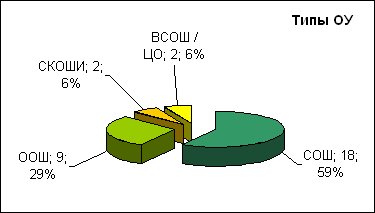 Типы ОУ
ВСОШ /
ЦО; 2; 6%
СКОШИ; 2;
6%
ООШ; 9;
29%
СОШ; 18;
59%